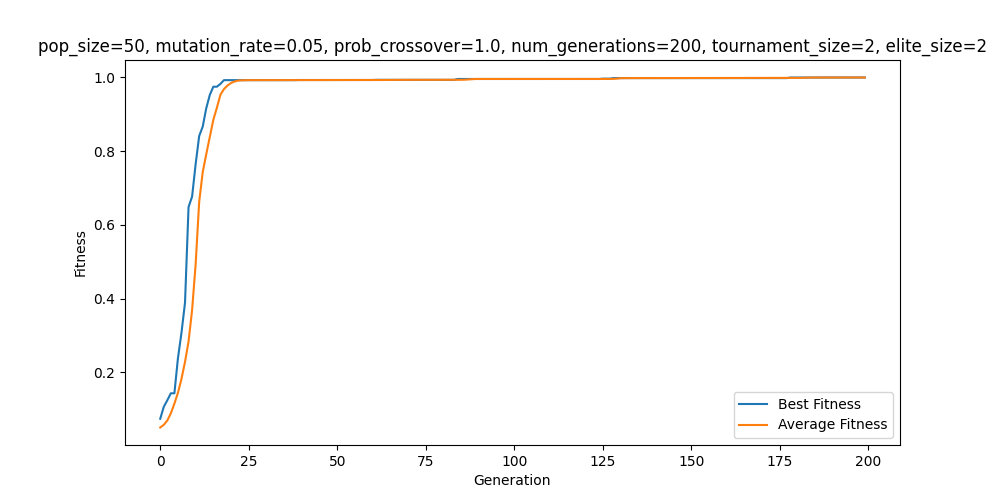 pop_size=50, mutation_rate=0.05, prob_crossover=1.0, num_generations=200, tournament_size=2, elite_size=2
1.0
0.8
0.6
0.4
0.2
Fitness
0 25 50 75 100 125 150 175 200
Generation
Best Fitness
Average Fitness